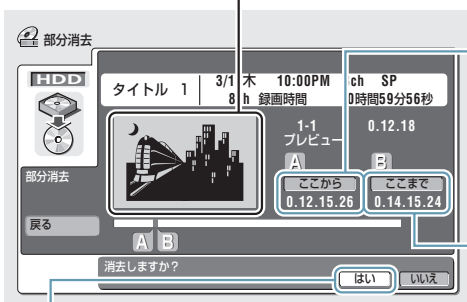 部分消去
HDD
タイトル 1
3/1 木 10:00PM ch SP
8 h 録画時間 0時間59分56秒
1-1
プレビュー
0.12.18
A
B
ここから
ここまで
0.12.15.26
0.14.15.24
部分消去
戻る
A B
消去しますか？
はい
いいえ